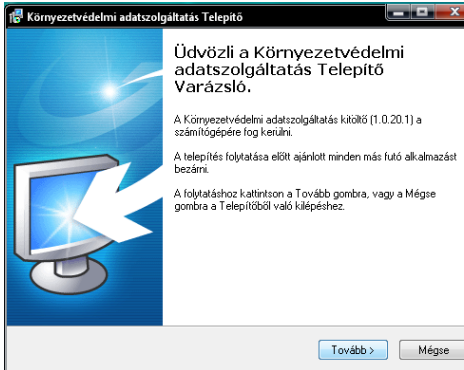 Környezetvédelmi adatszolgáltatás Telepítő
Üdvözli a Környezetvédelmi
adatszolgáltatás Telepítő
Varázsló.
A Környezetvédelmi adatszolgáltatás kitöltő (1.0.20.1) a
számítógépére fog kerülni.
A telepítés folytatása előtt ajánlott minden más futó alkalmazást
bezárni.
A folytatáshoz kattintson a Tovább gombra, vagy a Mégse
gombra a Telepítőből való kilépéshez.
Tovább >
Mégse